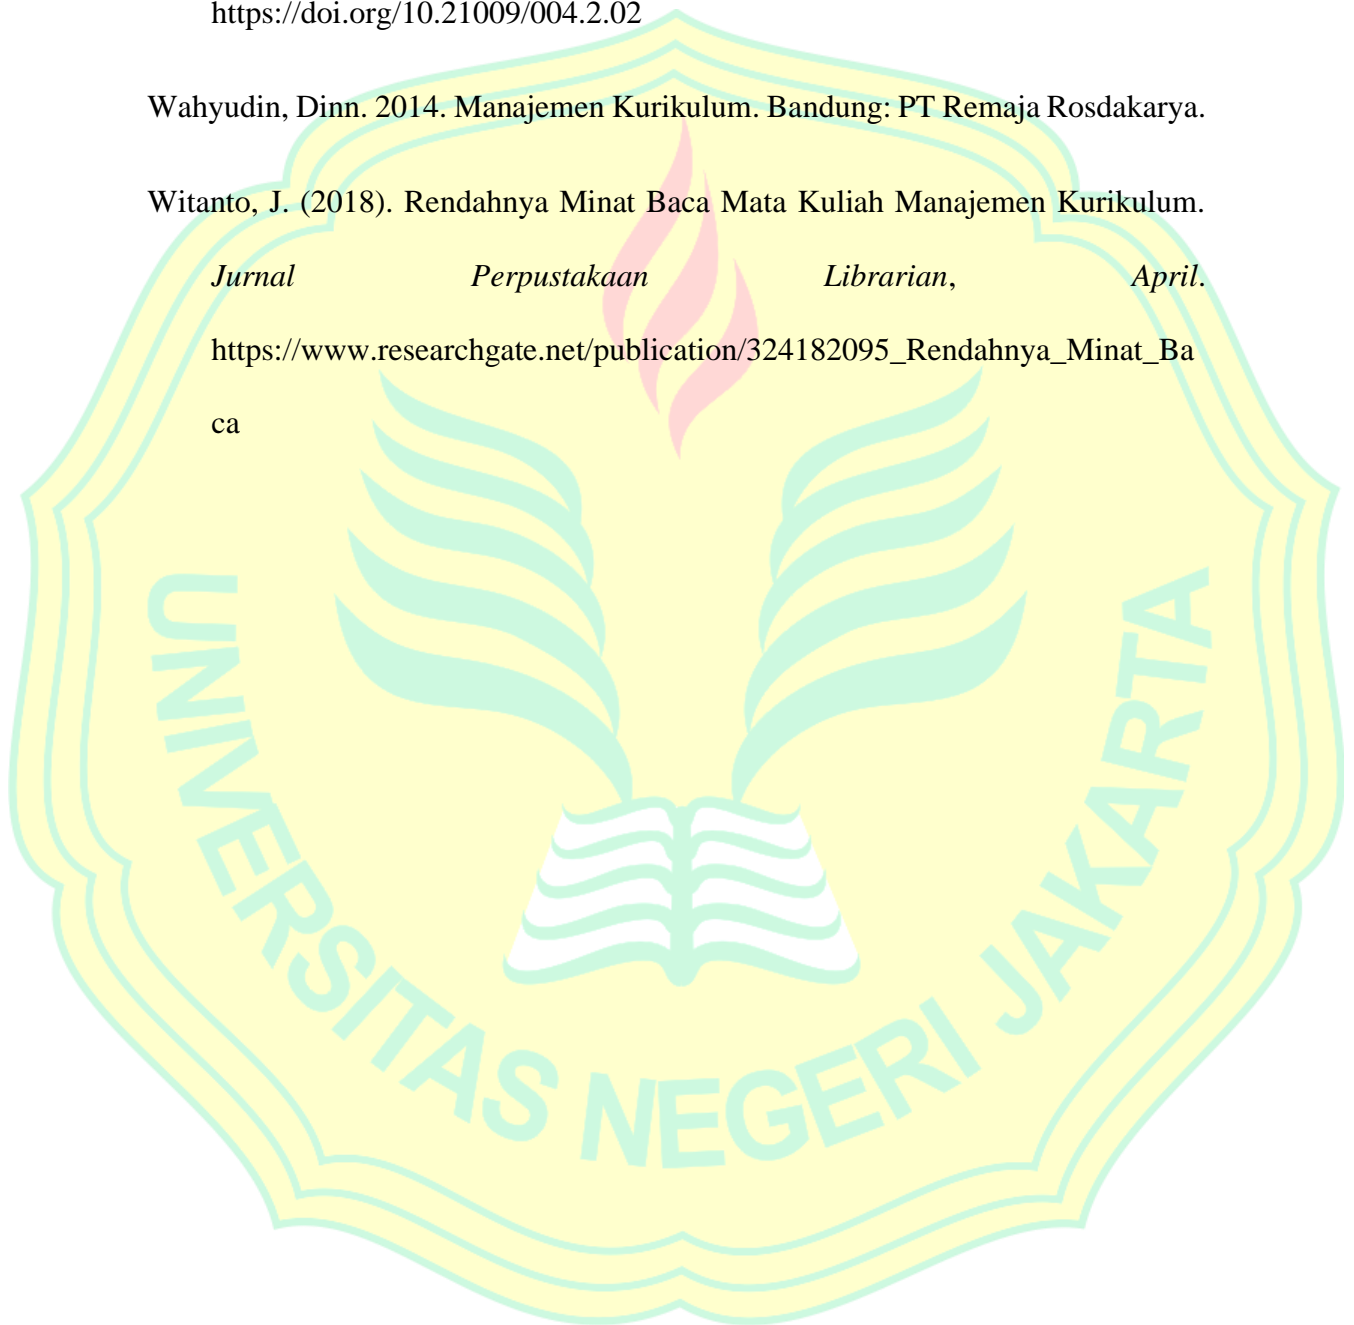 https://doi.org/10.21009/004.2.02
Wahyudin, Dinn. 2014. Manajemen Kurikulum. Bandung: PT Remaja Rosdakarya.
Witanto, J. (2018). Rendahnya Minat Baca Mata Kuliah Manajemen Kurikulum.
Jurnal Perpustakaan Librarian, April.
https://www.researchgate.net/publication/324182095_Rendahnya_Minat_Ba
ca
UNIVERSITAS NEGERI JAKARTA